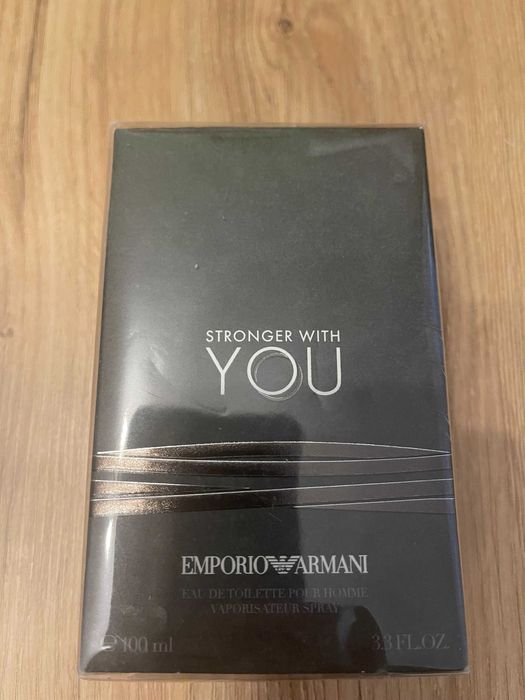 STRONGER WITH
YOU
EMPORIO ARMANI
EAU DE TOILETTE POUR HOMME
VAPORISATEUR SPRAY
℮ 100 ml 3.3 FL.OZ.